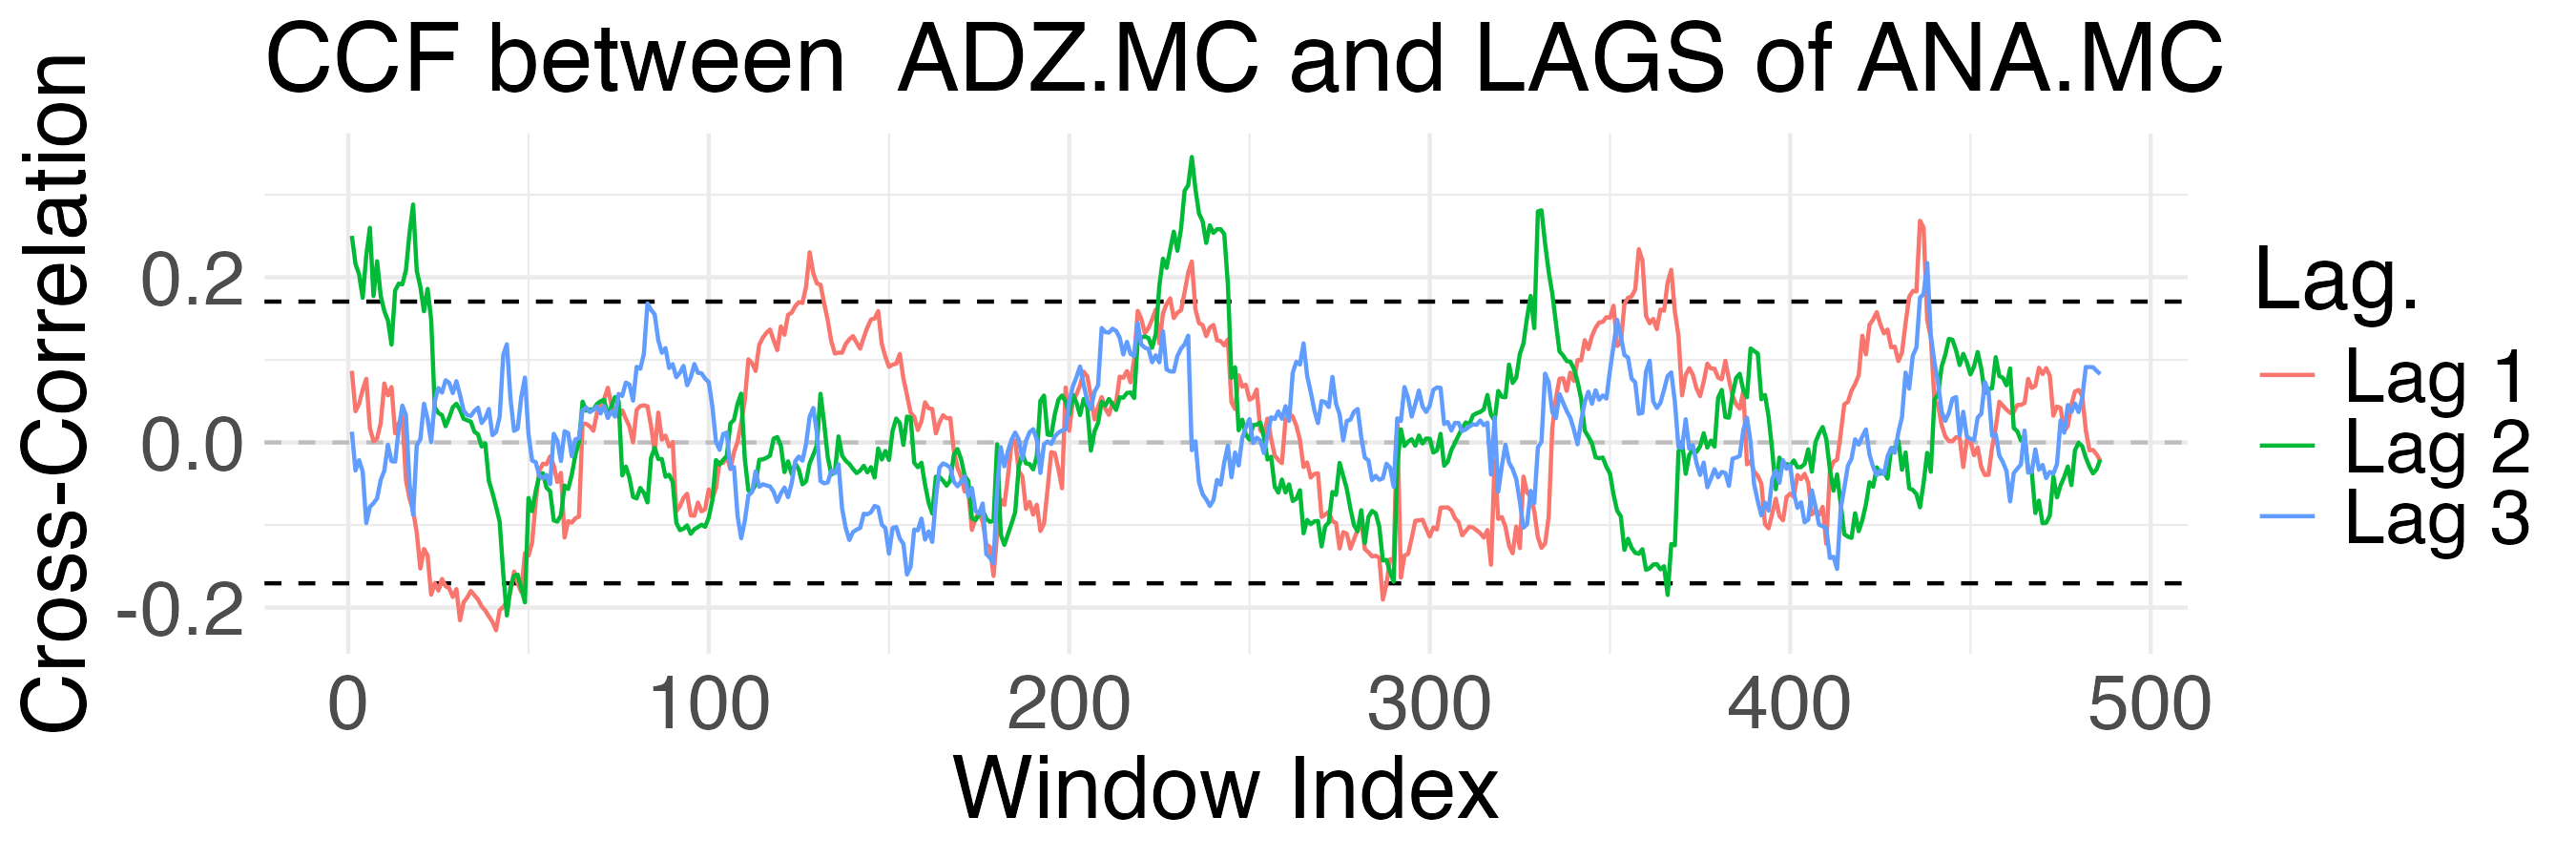 CCF between  ADZ.MC and LAGS of ANA.MC
Cross-Correlation
0.2
0.0
-0.2
0 100 200 300 400 500
Window Index
Lag.
Lag 1
Lag 2
Lag 3